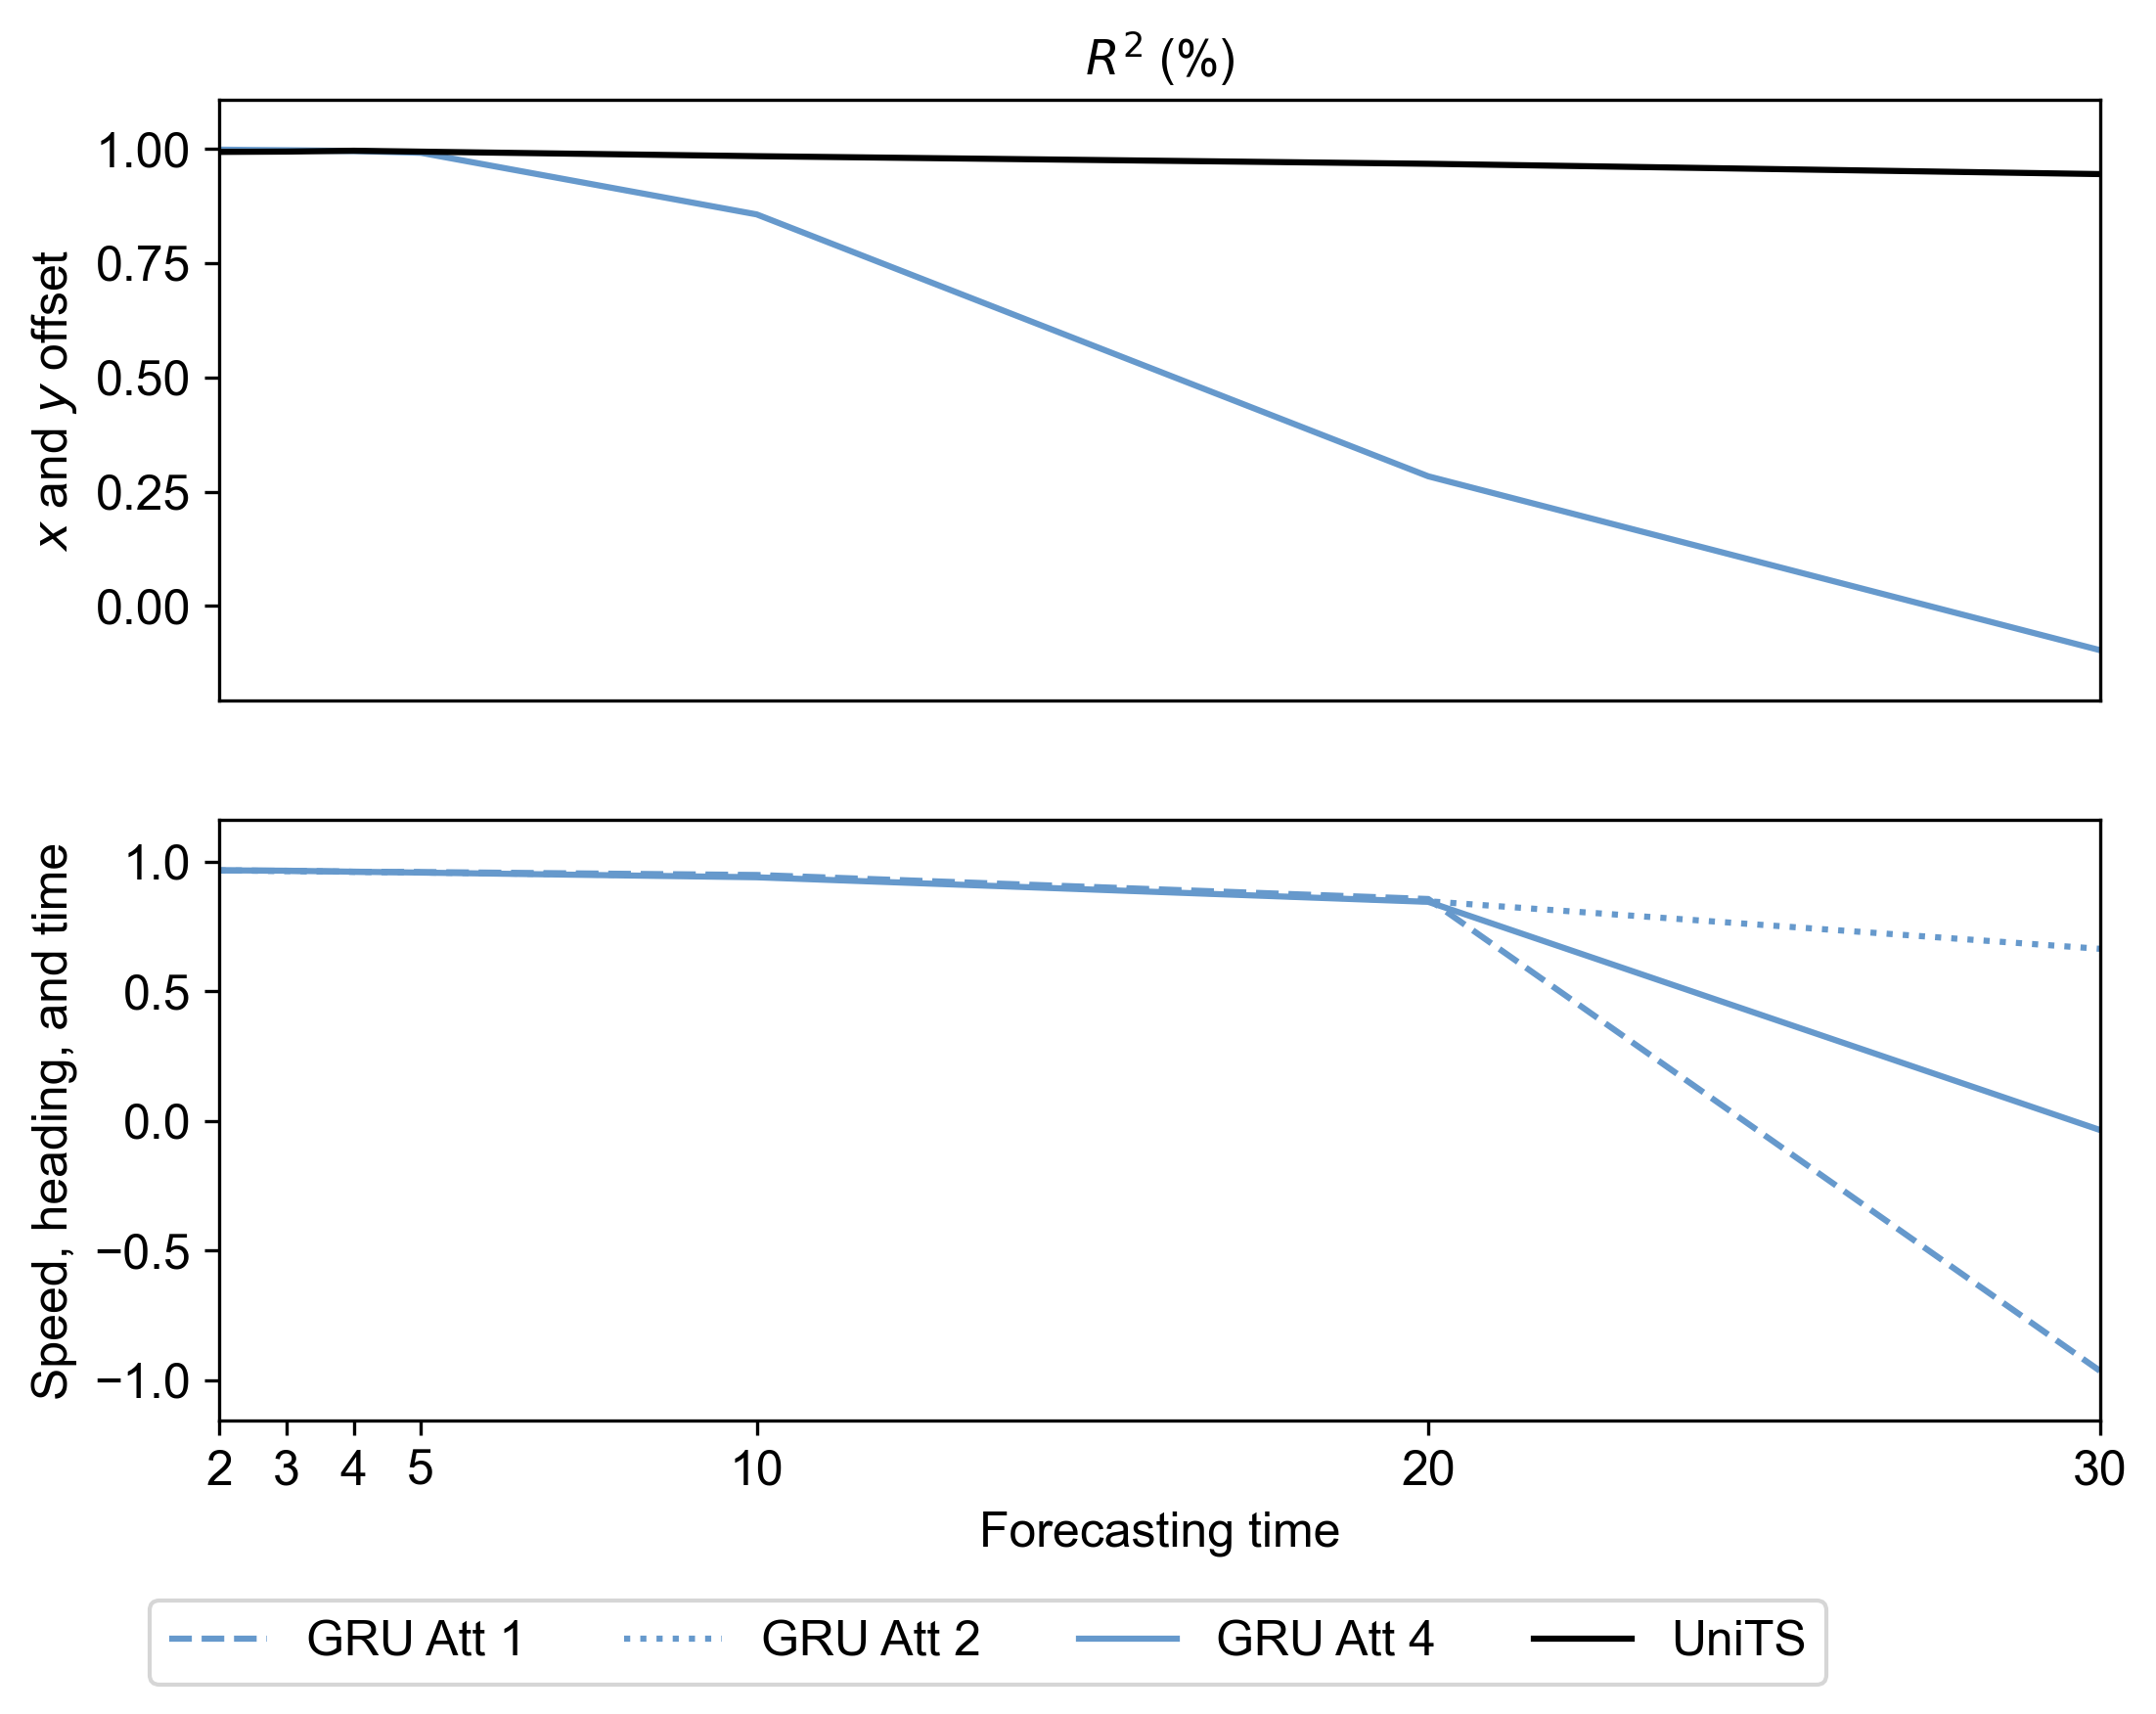 R² (%)
1.00
0.75
0.50
0.25
0.00
x and y offset
1.0
0.5
0.0
−0.5
−1.0
Speed, heading, and time
2 3 4 5 10 20 30
Forecasting time
GRU Att 1 GRU Att 2 GRU Att 4 UniTS